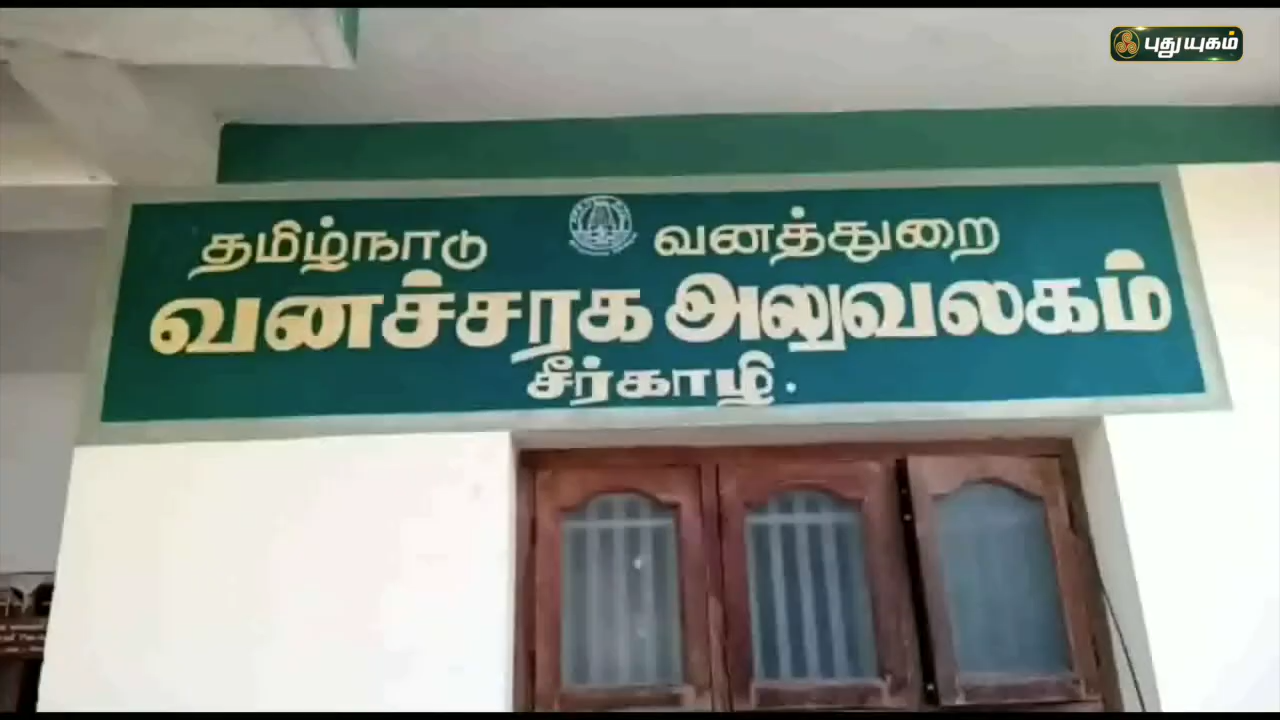 புதுயுகம்
தமிழ்நாடு வனத்துறை
வனச்சரக அலுவலகம்
சீர்காழி.